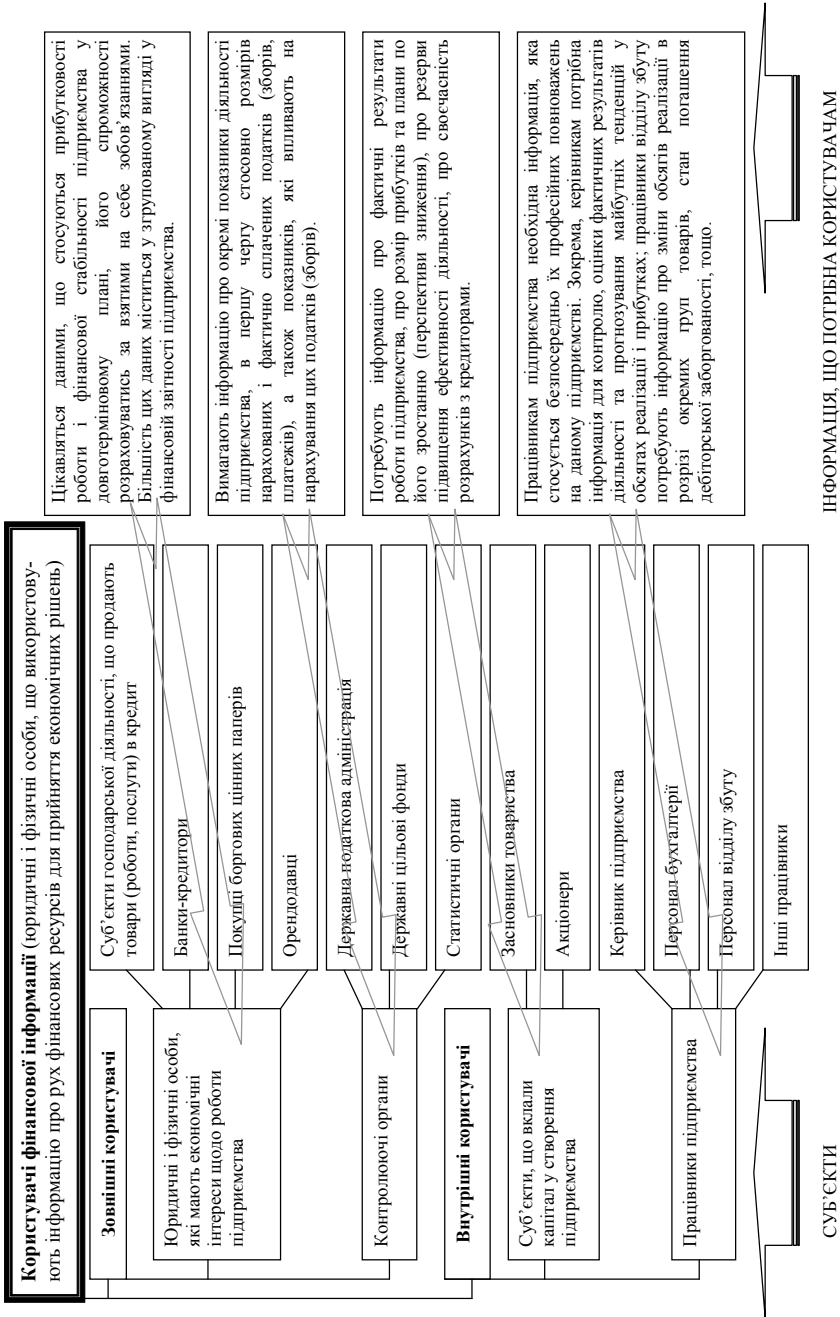 Користувачі фінансової інформації (юридичні і фізичні особи, що використову-
ють інформацію про рух фінансових ресурсів для прийняття економічних рішень)
Зовнішні користувачі
Юридичні і фізичні особи,
які мають економічні
інтереси щодо роботи
підприємства
Суб’єкти господарської діяльності, що продають
товари (роботи, послуги) в кредит
Банки-кредитори
Покупці боргових цінних паперів
Орендодавці
Цікавляться даними, що стосуються прибутковості
роботи і фінансової стабільності підприємства у
довготерміновому плані, його спроможності
розраховуватись за взятими на себе зобов’язаннями.
Більшість цих даних міститься у згрупованому вигляді у
фінансовій звітності підприємства.
Контролюючі органи
Державна податкова адміністрація
Державні цільові фонди
Статистичні органи
Вимагають інформацію про окремі показники діяльності
підприємства, в першу чергу стосовно розмірів
нарахованих і фактично сплачених податків (зборів,
платежів), а також показників, які впливають на
нарахування цих податків (зборів).
Внутрішні користувачі
Суб’єкти, що вклали
капітал у створення
підприємства
Засновники товариства
Акціонери
Потребують інформацію про фактичні результати
роботи підприємства, про розмір прибутків та плани по
його зростанню (перспективи зниження), про резерви
підвищення ефективності діяльності, про своєчасність
розрахунків з кредиторами.
Працівники підприємства
Керівник підприємства
Персонал бухгалтерії
Персонал відділу збуту
Інші працівники
Працівникам підприємства необхідна інформація, яка
стосується безпосередньо їх професійних повноважень
на даному підприємстві. Зокрема, керівникам потрібна
інформація для контролю, оцінки фактичних результатів
діяльності та прогнозування майбутніх тенденцій у
обсягах реалізації і прибутках; працівники відділу збуту
потребують інформацію про зміни обсягів реалізації в
розрізі окремих груп товарів, стан погашення
дебіторської заборгованості, тощо.
СУБ’ЄКТИ
ІНФОРМАЦІЯ, ЩО ПОТРІБНА КОРИСТУВАЧАМ